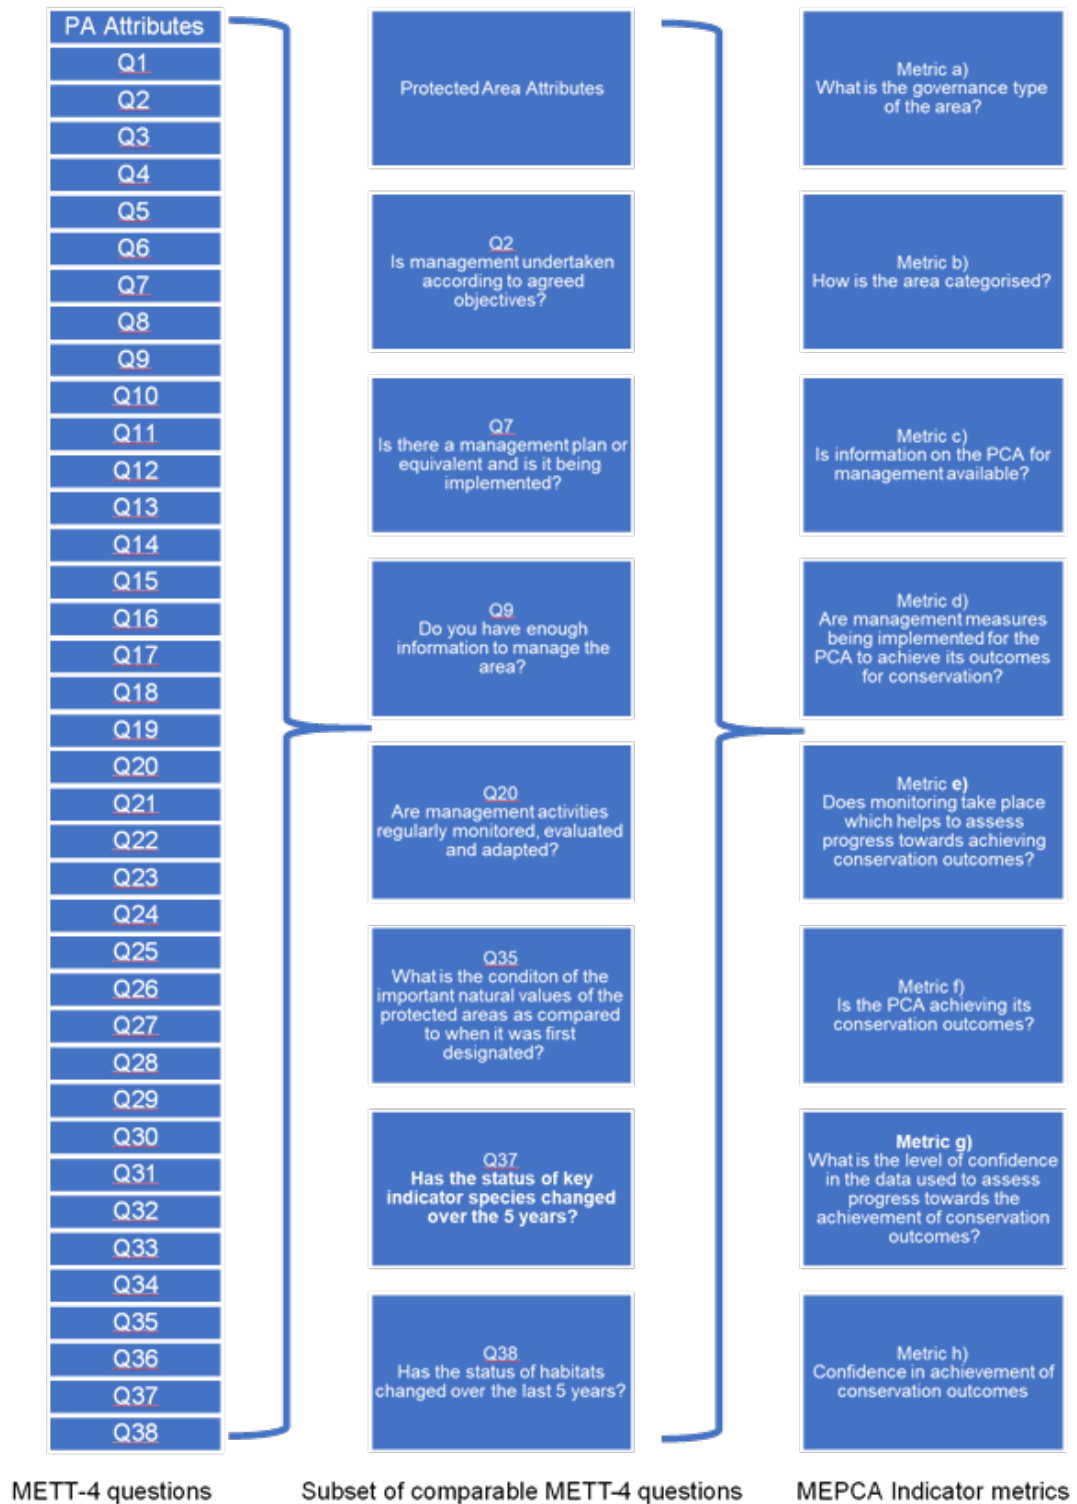 PA Attributes
Q1
Q2
Q3
Q4
Q5
Q6
Q7
Q8
Q9
Q10
Q11
Q12
Q13
Q14
Q15
Q16
Q17
Q18
Q19
Q20
Q21
Q22
Q23
Q24
Q25
Q26
Q27
Q28
Q29
Q30
Q31
Q32
Q33
Q34
Q35
Q36
Q37
Q38
METT-4 questions
Protected Area Attributes
Q2
Is management undertaken
according to agreed
objectives?
Q7
Is there a management plan or
equivalent and is it being
implemented?
Q9
Do you have enough
information to manage the
area?
Q20
Are management activities
regularly monitored, evaluated
and adapted?
Q35
What is the conditon of the
important natural values of the
protected areas as compared
to when it was first
designated?
Q37
Has the status of key
indicator species changed
over the 5 years?
Q38
Has the status of habitats
changed over the last 5 years?
Subset of comparable METT-4 questions
Metric a)
What is the governance type
of the area?
Metric b)
How is the area categorised?
Metric c)
Is information on the PCA for
management available?
Metric d)
Are management measures
being implemented for the
PCA to achieve its outcomes
for conservation?
Metric e)
Does monitoring take place
which helps to assess
progress towards achieving
conservation outcomes?
Metric f)
Is the PCA achieving its
conservation outcomes?
Metric g)
What is the level of confidence
in the data used to assess
progress towards the
achievement of conservation
outcomes?
Metric h)
Confidence in achievement of
conservation outcomes
MEPCA Indicator metrics